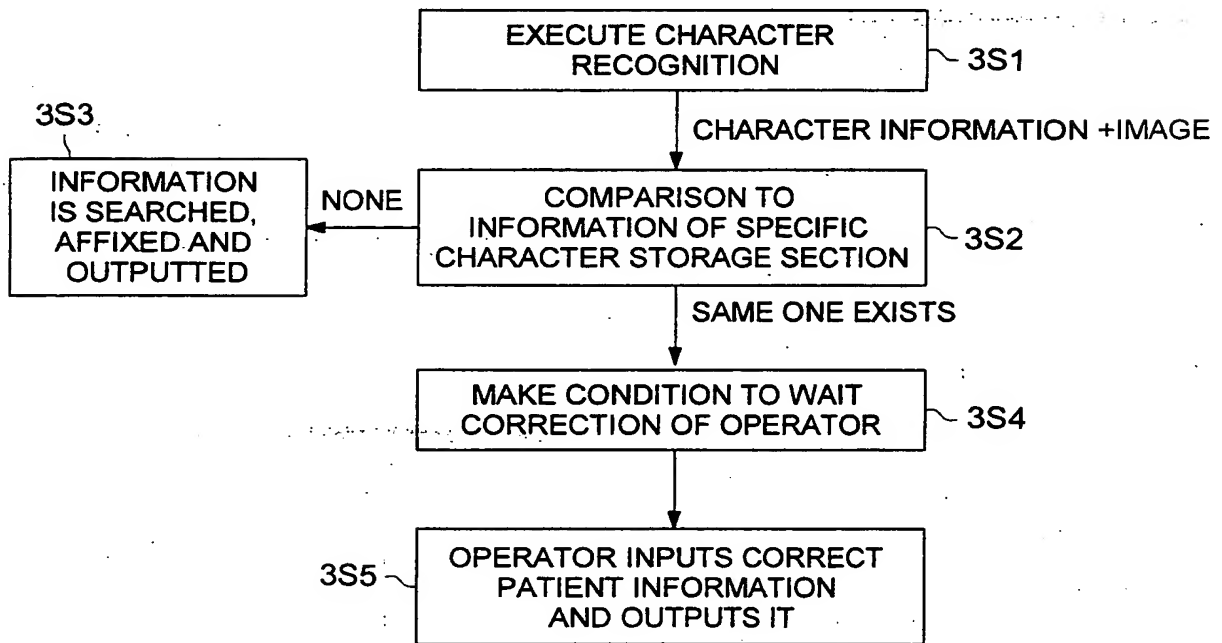 EXECUTE CHARACTER
RECOGNITION
3S1
CHARACTER INFORMATION +IMAGE
3S3
INFORMATION
IS SEARCHED,
AFFIXED AND
OUTPUTTED
NONE
COMPARISON TO
INFORMATION OF SPECIFIC
CHARACTER STORAGE SECTION
3S2
SAME ONE EXISTS
MAKE CONDITION TO WAIT
CORRECTION OF OPERATOR
3S4
3S5
OPERATOR INPUTS CORRECT
PATIENT INFORMATION
AND OUTPUTS IT